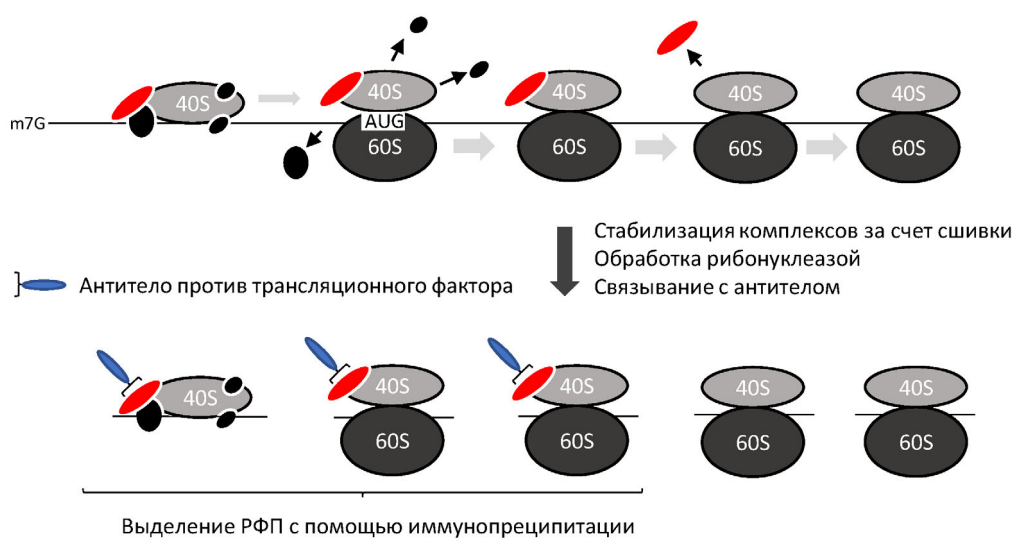 40S 40S 40S 40S 40S
m7G
AUG
60S 60S 60S 60S
Стабилизация комплексов за счет сшивки
Обработка рибонуклеазой
Связывание с антителом
Антитело против трансляционного фактора
40S 40S 40S 40S 40S
60S 60S 60S 60S
Выделение РФП с помощью иммунопреципитации